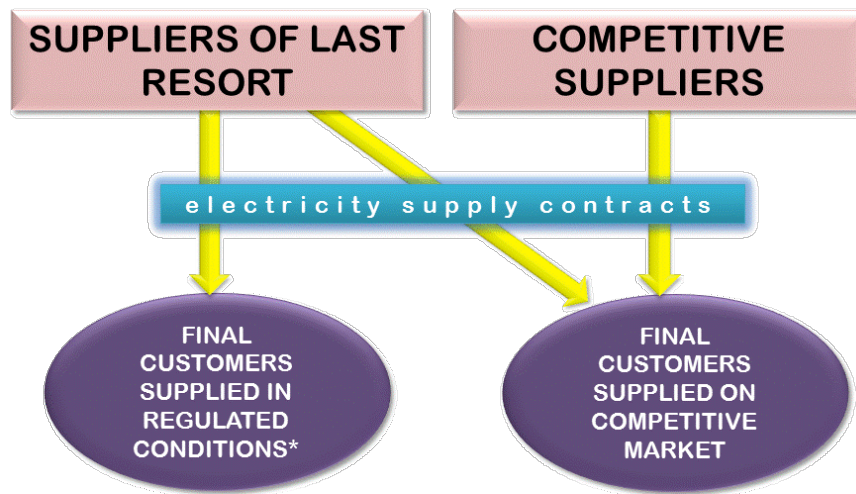 SUPPLIERS OF LAST
RESORT
COMPETITIVE
SUPPLIERS
electricity supply contracts
FINAL
CUSTOMERS
SUPPLIED IN
REGULATED
CONDITIONS*
FINAL
CUSTOMERS
SUPPLIED ON
COMPETITIVE
MARKET